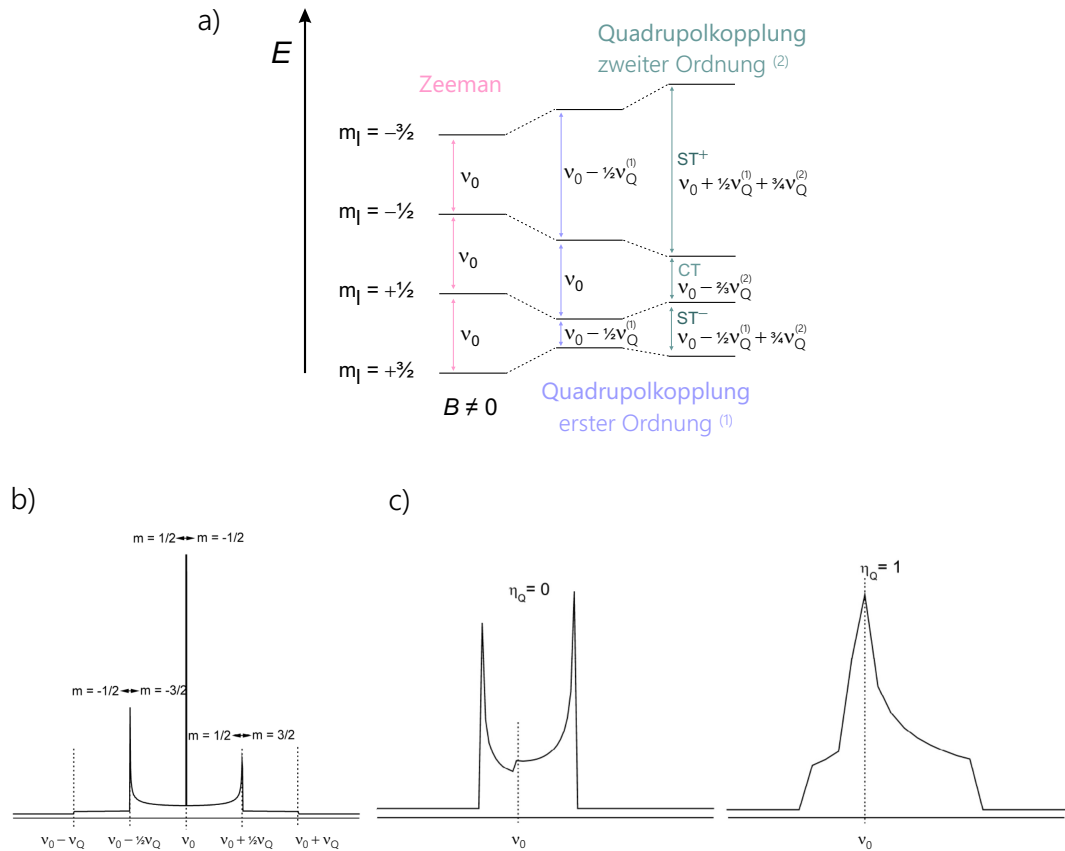 a)
E
Quadrupolkopplung
zweiter Ordnung (2)
Zeeman
m_I = −³⁄₂
ν₀
ν₀ − ½ν_Q^(1)
ST⁺
ν₀ + ½ν_Q^(1) + ¾ν_Q^(2)
m_I = −½
ν₀
ν₀
CT
ν₀ − ⅔ν_Q^(2)
m_I = +½
ν₀
ν₀ − ½ν_Q^(1)
ST⁻
ν₀ − ½ν_Q^(1) + ¾ν_Q^(2)
m_I = +³⁄₂
B ≠ 0
Quadrupolkopplung
erster Ordnung (1)
b)
m = 1/2 ◄► m = -1/2
m = -1/2 ◄► m = -3/2
m = 1/2 ◄► m = 3/2
ν₀ − ν_Q
ν₀ − ½ν_Q
ν₀
ν₀ + ½ν_Q
ν₀ + ν_Q
c)
η_Q = 0
ν₀
η_Q = 1
ν₀